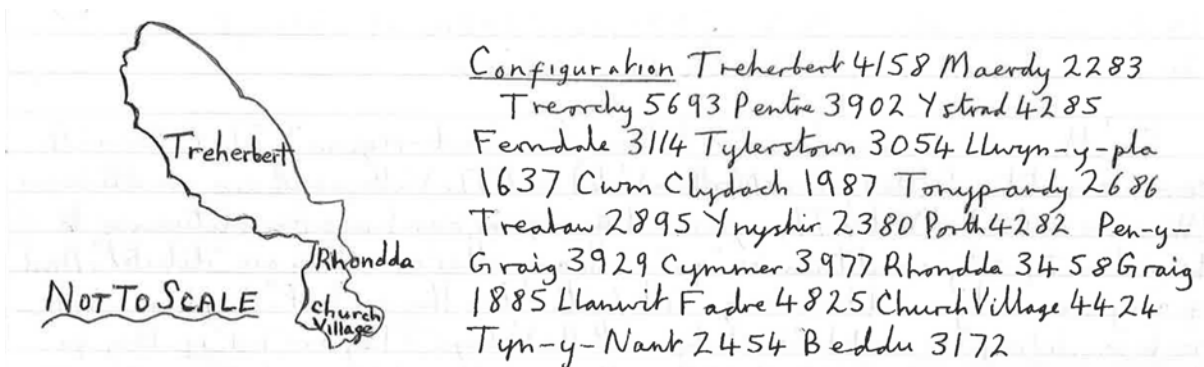 Treherbert
Rhondda
Church
Village
NOT TO SCALE
Configuration Treherbert 4158 Maerdy 2283
Treorchy 5693 Pentre 3902 Ystrad 4285
Ferndale 3114 Tylerstown 3054 Llwyn-y-pia
1637 Cwm Clydach 1987 Tonypandy 2686
Trealaw 2895 Ynyshir 2380 Porth 4282 Pen-y-
Graig 3929 Cymmer 3977 Rhondda 3458 Graig
1885 Llanwit Fadre 4825 Church Village 4424
Tyn-y-Nant 2454 Beddu 3172